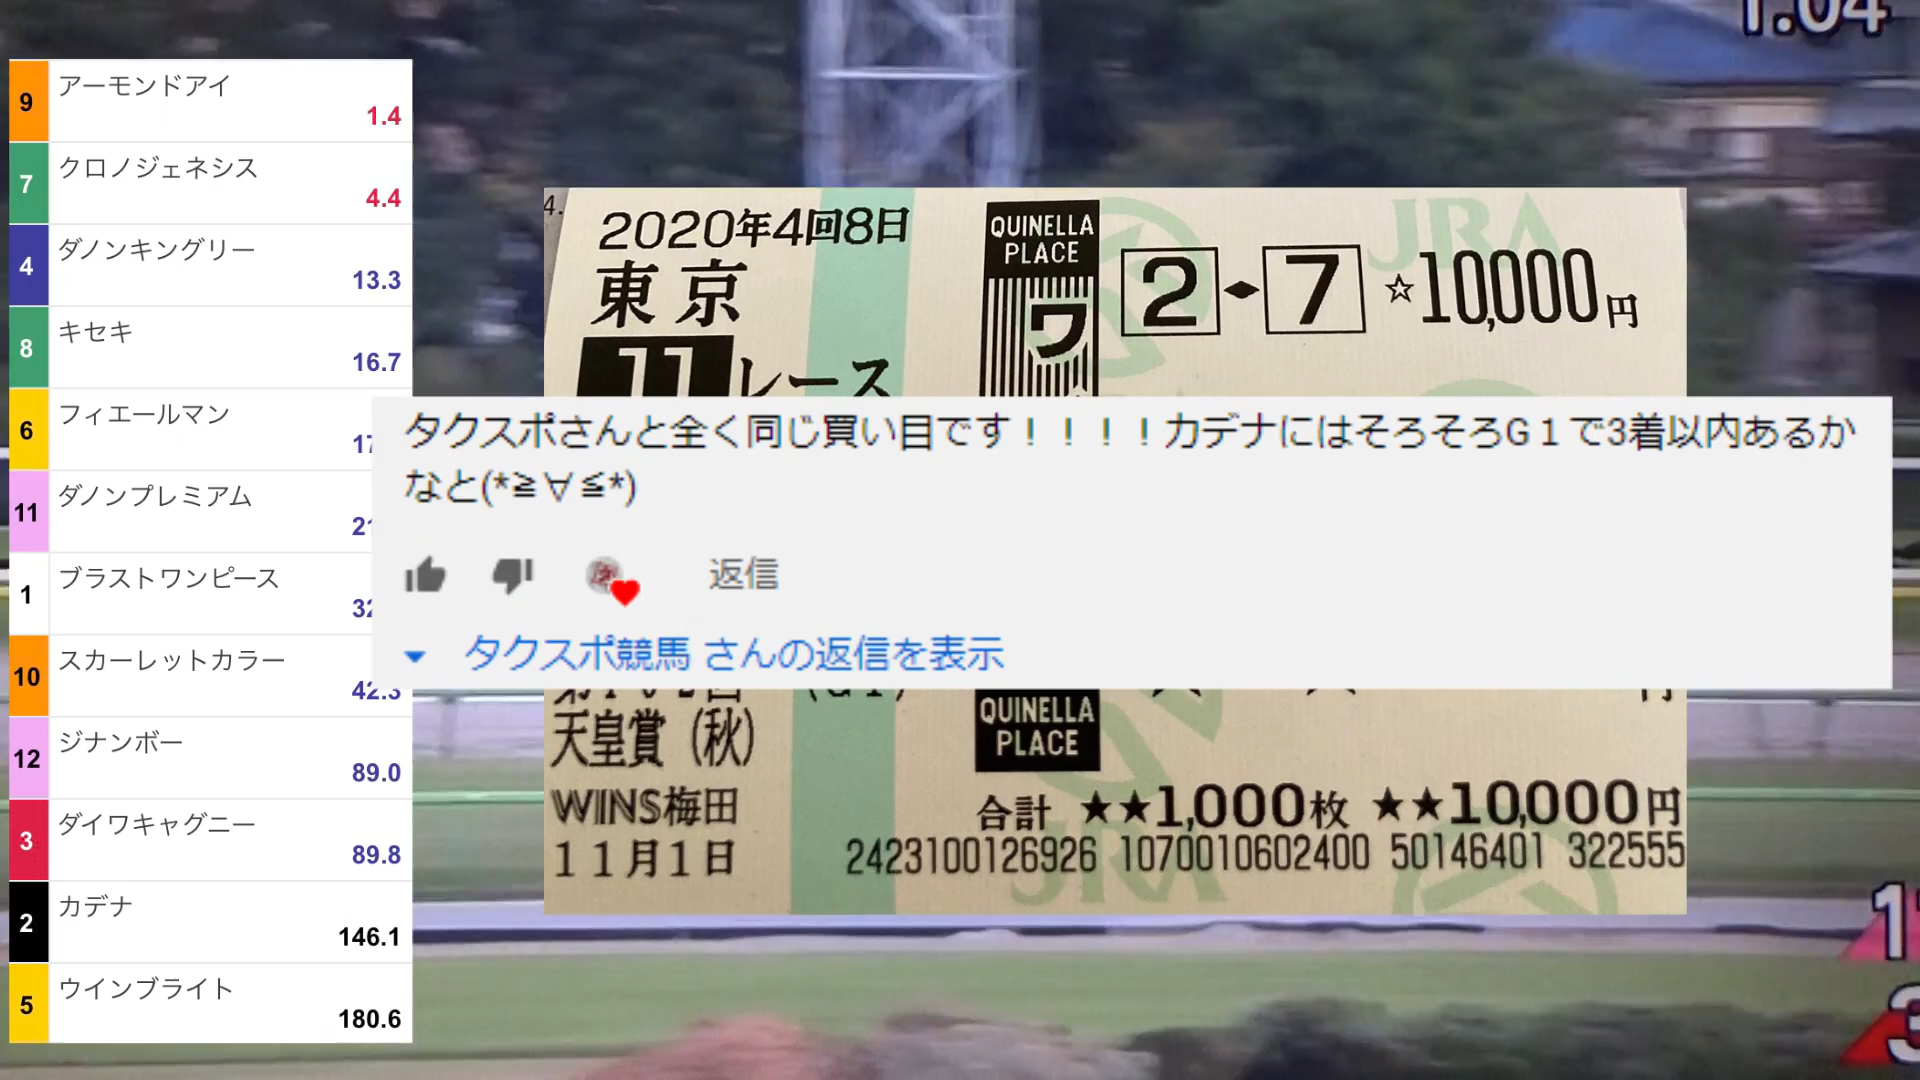 9 アーモンドアイ
1.4
7 クロノジェネシス
4.4
4 ダノンキングリー
13.3
8 キセキ
16.7
6 フィエールマン
11 ダノンプレミアム
1 ブラストワンピース
10 スカーレットカラー
42.3
12 ジナンボー
89.0
3 ダイワキャグニー
89.8
2 カデナ
146.1
5 ウインブライト
180.6
1:04
2020年4回8日
東京
11レース
QUINELLA
PLACE
ワ
2 7 ☆10,000円
タクスポさんと全く同じ買い目です！！！！カデナにはそろそろG１で3着以内あるか
なと(*≧∀≦*)
返信
タクスポ競馬 さんの返信を表示
天皇賞（秋）
WINS梅田
11月1日
QUINELLA
PLACE
合計 ★★1,000枚 ★★10,000円
2423100126926 1070010602400 50146401 322555